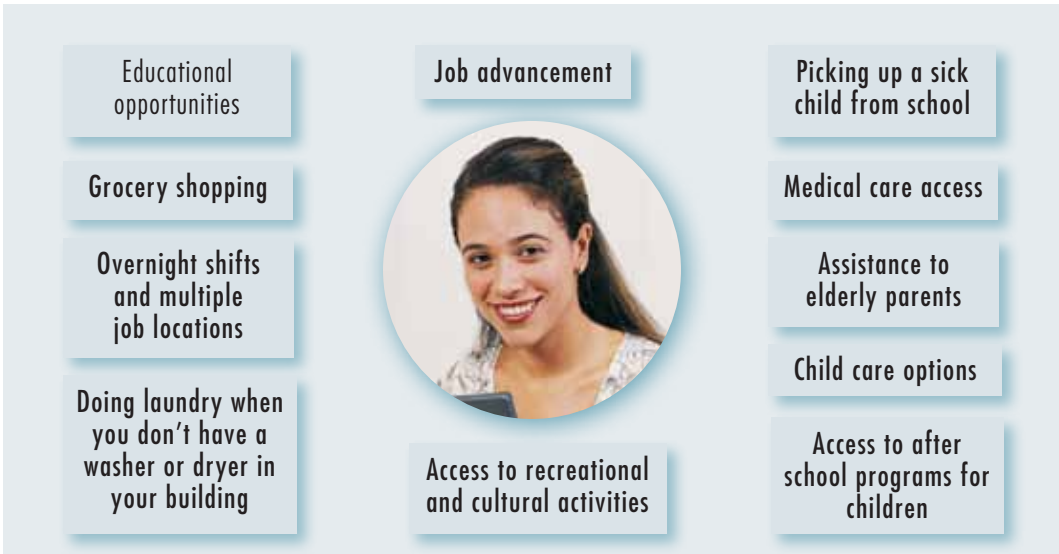 Educational
opportunities
Grocery shopping
Overnight shifts
and multiple
job locations
Doing laundry when
you don’t have a
washer or dryer in
your building
Job advancement
Access to recreational
and cultural activities
Picking up a sick
child from school
Medical care access
Assistance to
elderly parents
Child care options
Access to after
school programs for
children